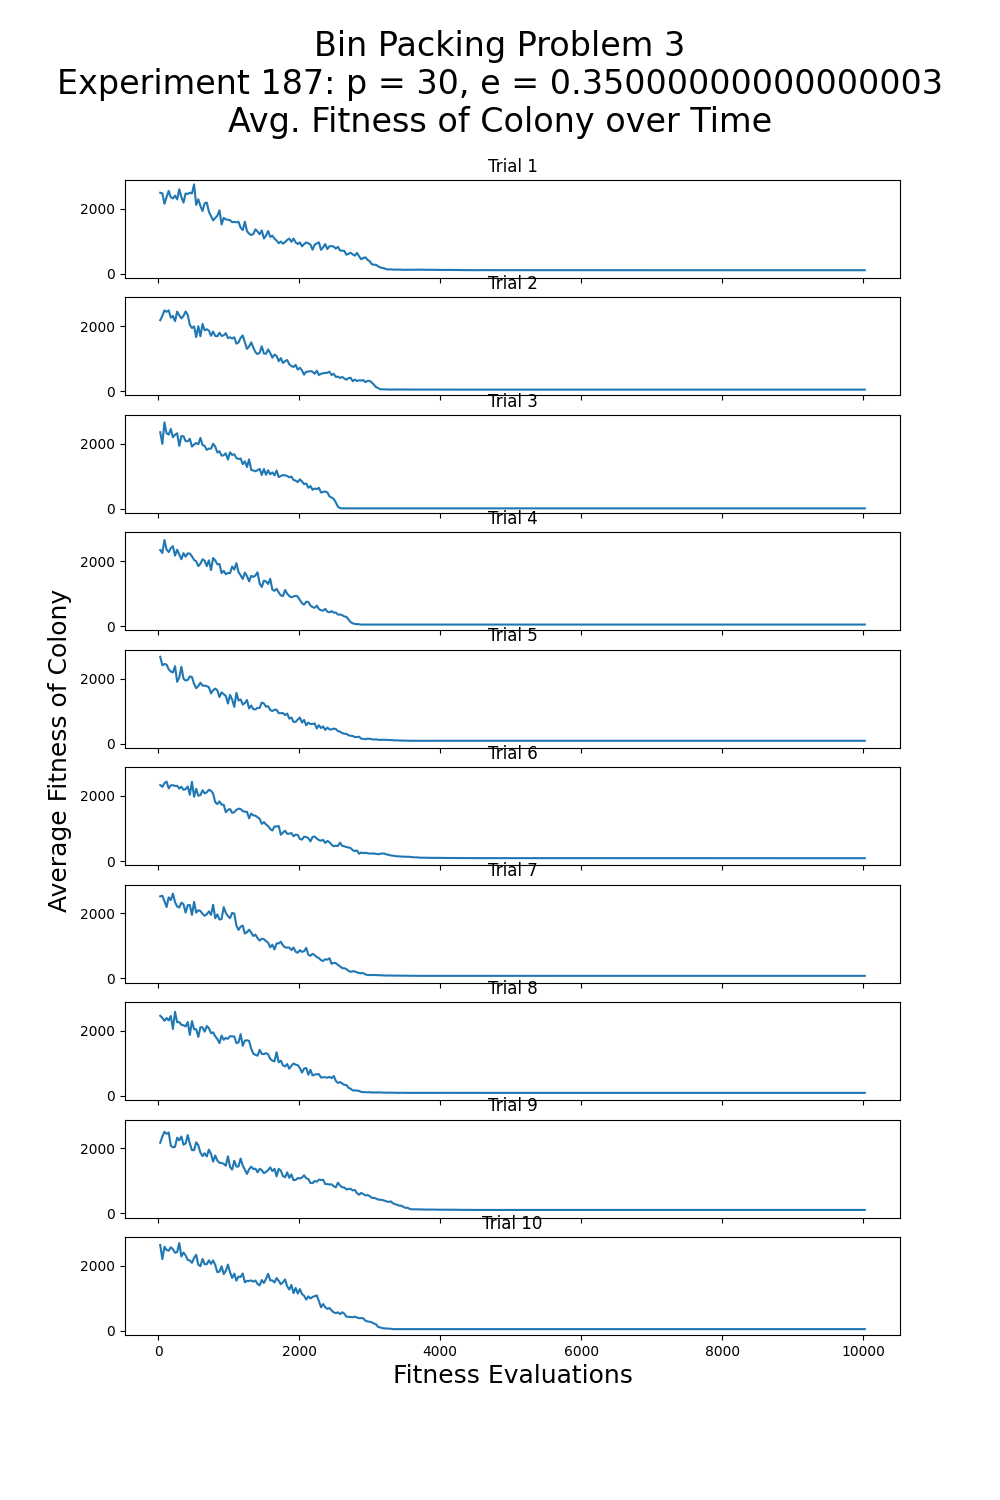 Bin Packing Problem 3
Experiment 187: p = 30, e = 0.35000000000000003
Avg. Fitness of Colony over Time
Trial 1
2000
0
Trial 2
2000
0
Trial 3
2000
0
Trial 4
2000
0
Trial 5
2000
0
Trial 6
2000
0
Trial 7
2000
0
Trial 8
2000
0
Trial 9
2000
0
Trial 10
2000
0
0 2000 4000 6000 8000 10000
Fitness Evaluations
Average Fitness of Colony